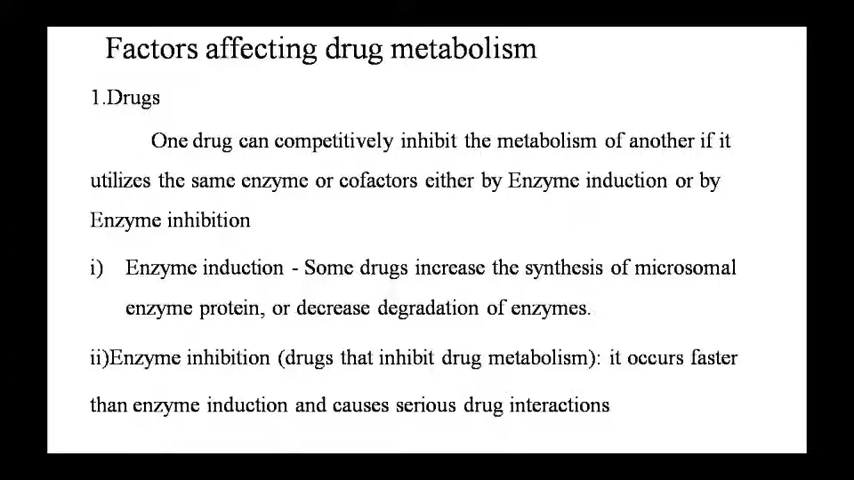 Factors affecting drug metabolism
1.Drugs
One drug can competitively inhibit the metabolism of another if it
utilizes the same enzyme or cofactors either by Enzyme induction or by
Enzyme inhibition
i) Enzyme induction - Some drugs increase the synthesis of microsomal
enzyme protein, or decrease degradation of enzymes.
ii)Enzyme inhibition (drugs that inhibit drug metabolism): it occurs faster
than enzyme induction and causes serious drug interactions